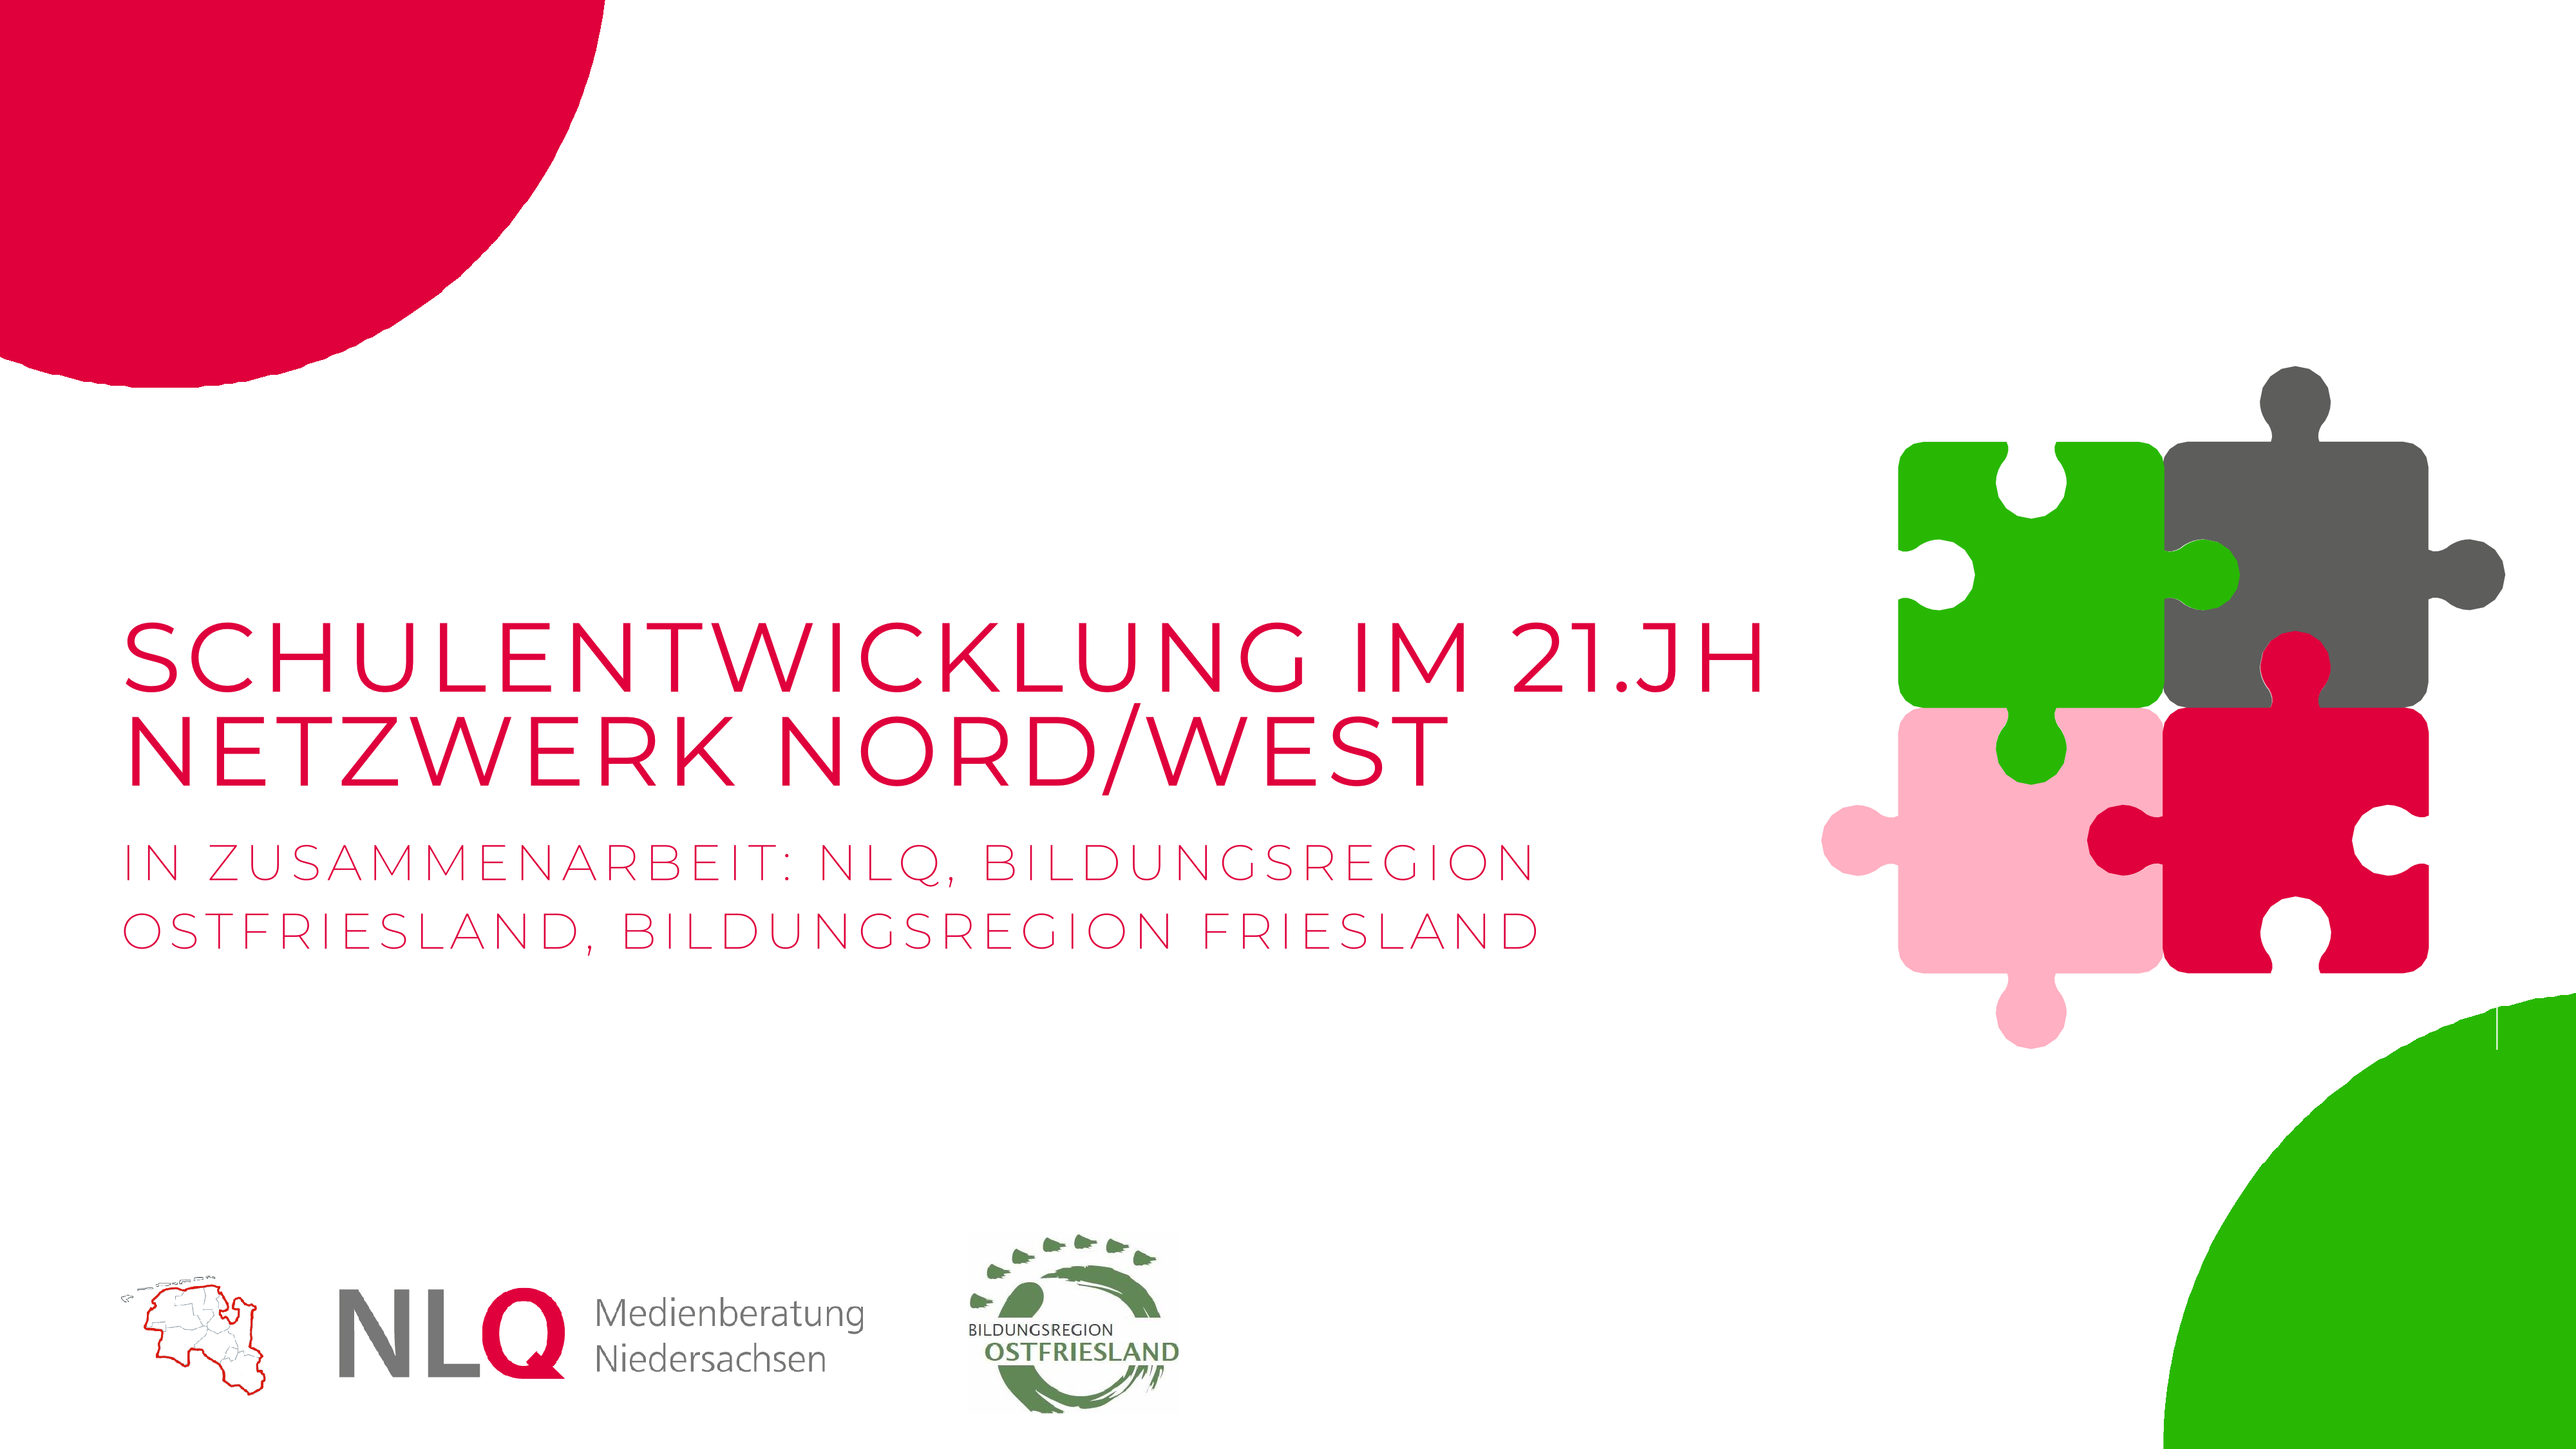 SCHULENTWICKLUNG IM 21.JH
NETZWERK NORD/WEST
IN ZUSAMMENARBEIT: NLQ, BILDUNGSREGION
OSTFRIESLAND, BILDUNGSREGION FRIESLAND
NLQ Medienberatung
Niedersachsen
BILDUNGSREGION
OSTFRIESLAND